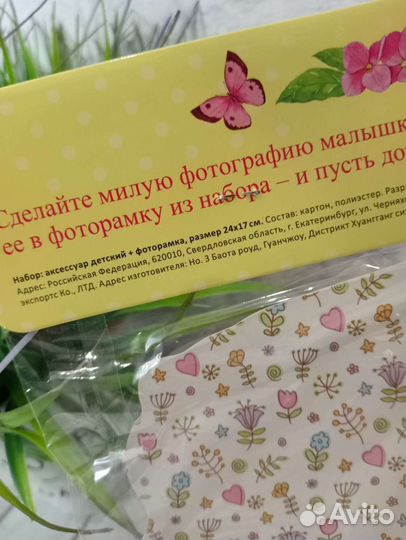 Сделайте милую фотографию малышк
ее в фоторамку из набора – и пусть до
Набор: аксессуар детский + фоторамка, размер 24х17 см. Состав: картон, полиэстер. Разр
Адрес: Российская Федерация, 620010, Свердловская область, г. Екатеринбург, ул. Черняхо
экспортс Ко., ЛТД. Адрес изготовителя: Но. 3 Баота роуд, Гуанчжоу, Дистрикт Хуангганг си
Avito